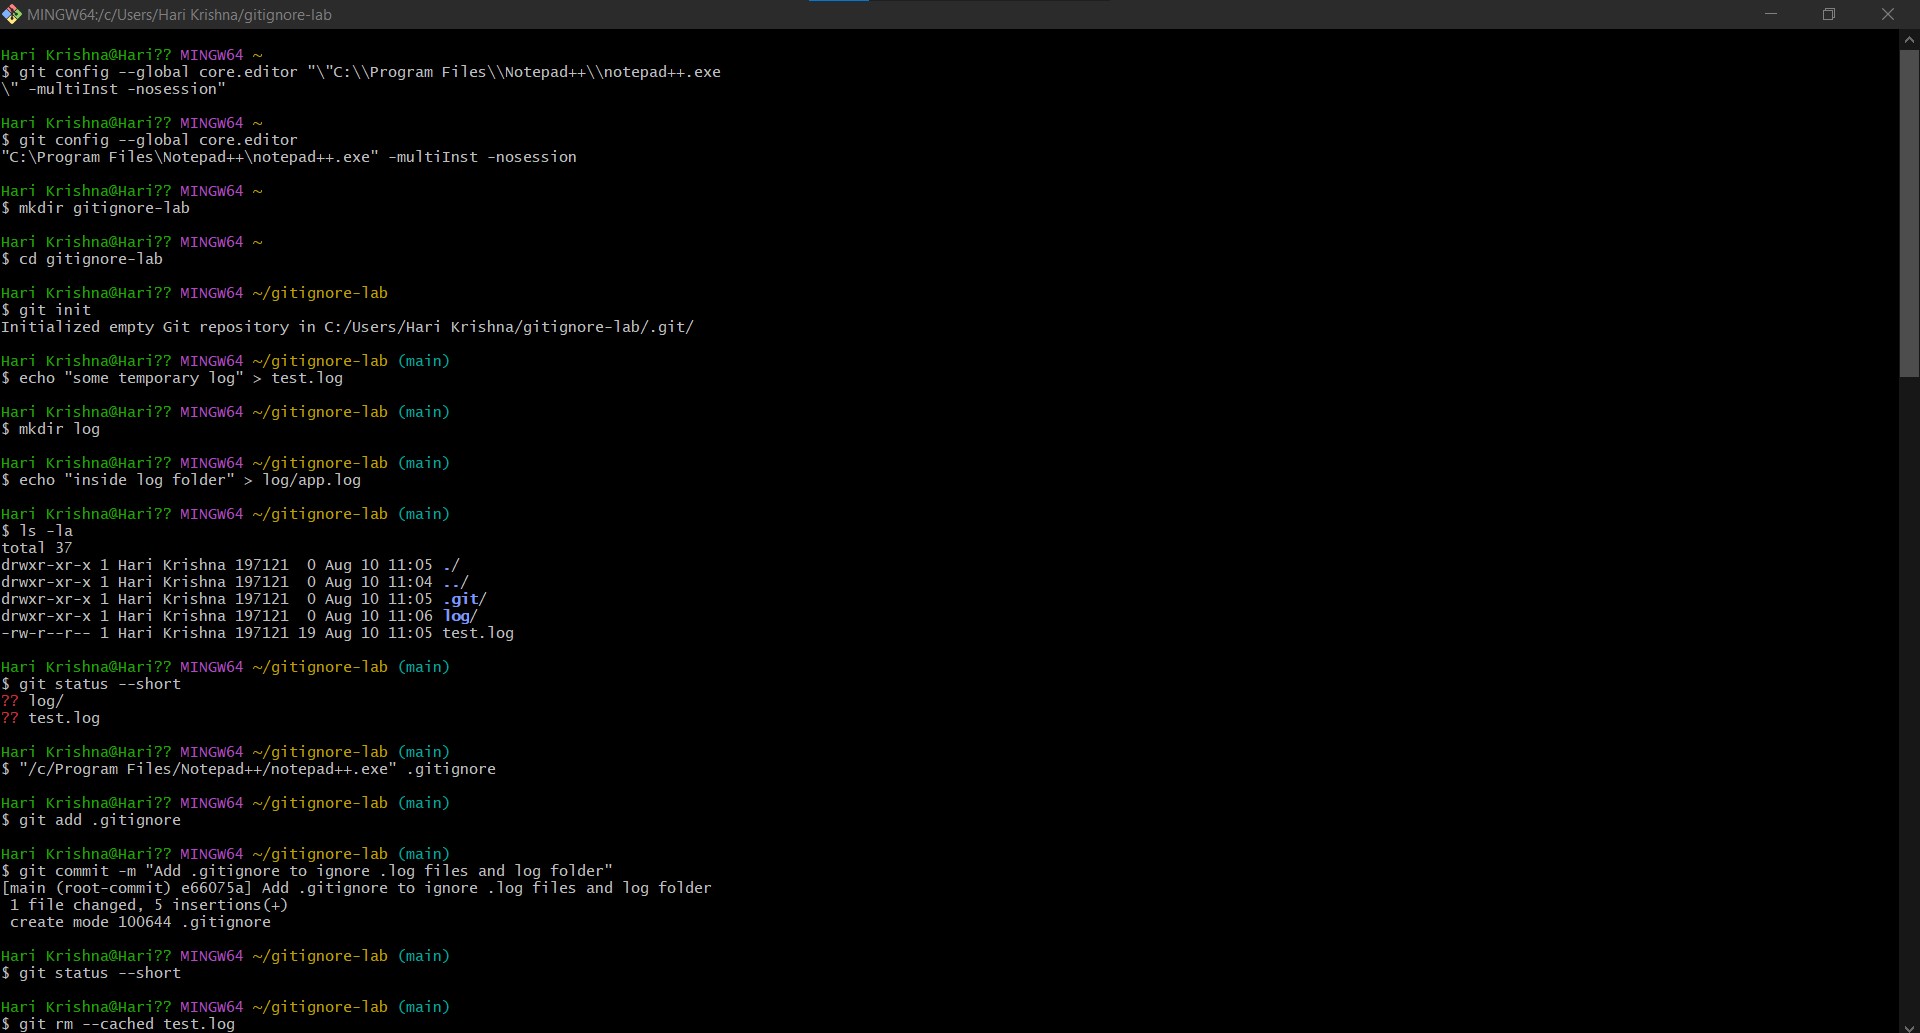 MINGW64:/c/Users/Hari Krishna/gitignore-lab
Hari Krishna@Hari?? MINGW64 ~
$ git config --global core.editor "\"C:\\Program Files\\Notepad++\\notepad++.exe
\" -multiInst -nosession"
Hari Krishna@Hari?? MINGW64 ~
$ git config --global core.editor
"C:\Program Files\Notepad++\notepad++.exe" -multiInst -nosession
Hari Krishna@Hari?? MINGW64 ~
$ mkdir gitignore-lab
Hari Krishna@Hari?? MINGW64 ~
$ cd gitignore-lab
Hari Krishna@Hari?? MINGW64 ~/gitignore-lab
$ git init
Initialized empty Git repository in C:/Users/Hari Krishna/gitignore-lab/.git/
Hari Krishna@Hari?? MINGW64 ~/gitignore-lab (main)
$ echo "some temporary log" > test.log
Hari Krishna@Hari?? MINGW64 ~/gitignore-lab (main)
$ mkdir log
Hari Krishna@Hari?? MINGW64 ~/gitignore-lab (main)
$ echo "inside log folder" > log/app.log
Hari Krishna@Hari?? MINGW64 ~/gitignore-lab (main)
$ ls -la
total 37
drwxr-xr-x 1 Hari Krishna 197121  0 Aug 10 11:05 ./
drwxr-xr-x 1 Hari Krishna 197121  0 Aug 10 11:04 ../
drwxr-xr-x 1 Hari Krishna 197121  0 Aug 10 11:05 .git/
drwxr-xr-x 1 Hari Krishna 197121  0 Aug 10 11:06 log/
-rw-r--r-- 1 Hari Krishna 197121 19 Aug 10 11:05 test.log
Hari Krishna@Hari?? MINGW64 ~/gitignore-lab (main)
$ git status --short
?? log/
?? test.log
Hari Krishna@Hari?? MINGW64 ~/gitignore-lab (main)
$ "/c/Program Files/Notepad++/notepad++.exe" .gitignore
Hari Krishna@Hari?? MINGW64 ~/gitignore-lab (main)
$ git add .gitignore
Hari Krishna@Hari?? MINGW64 ~/gitignore-lab (main)
$ git commit -m "Add .gitignore to ignore .log files and log folder"
[main (root-commit) e66075a] Add .gitignore to ignore .log files and log folder
 1 file changed, 5 insertions(+)
 create mode 100644 .gitignore
Hari Krishna@Hari?? MINGW64 ~/gitignore-lab (main)
$ git status --short
Hari Krishna@Hari?? MINGW64 ~/gitignore-lab (main)
$ git rm --cached test.log